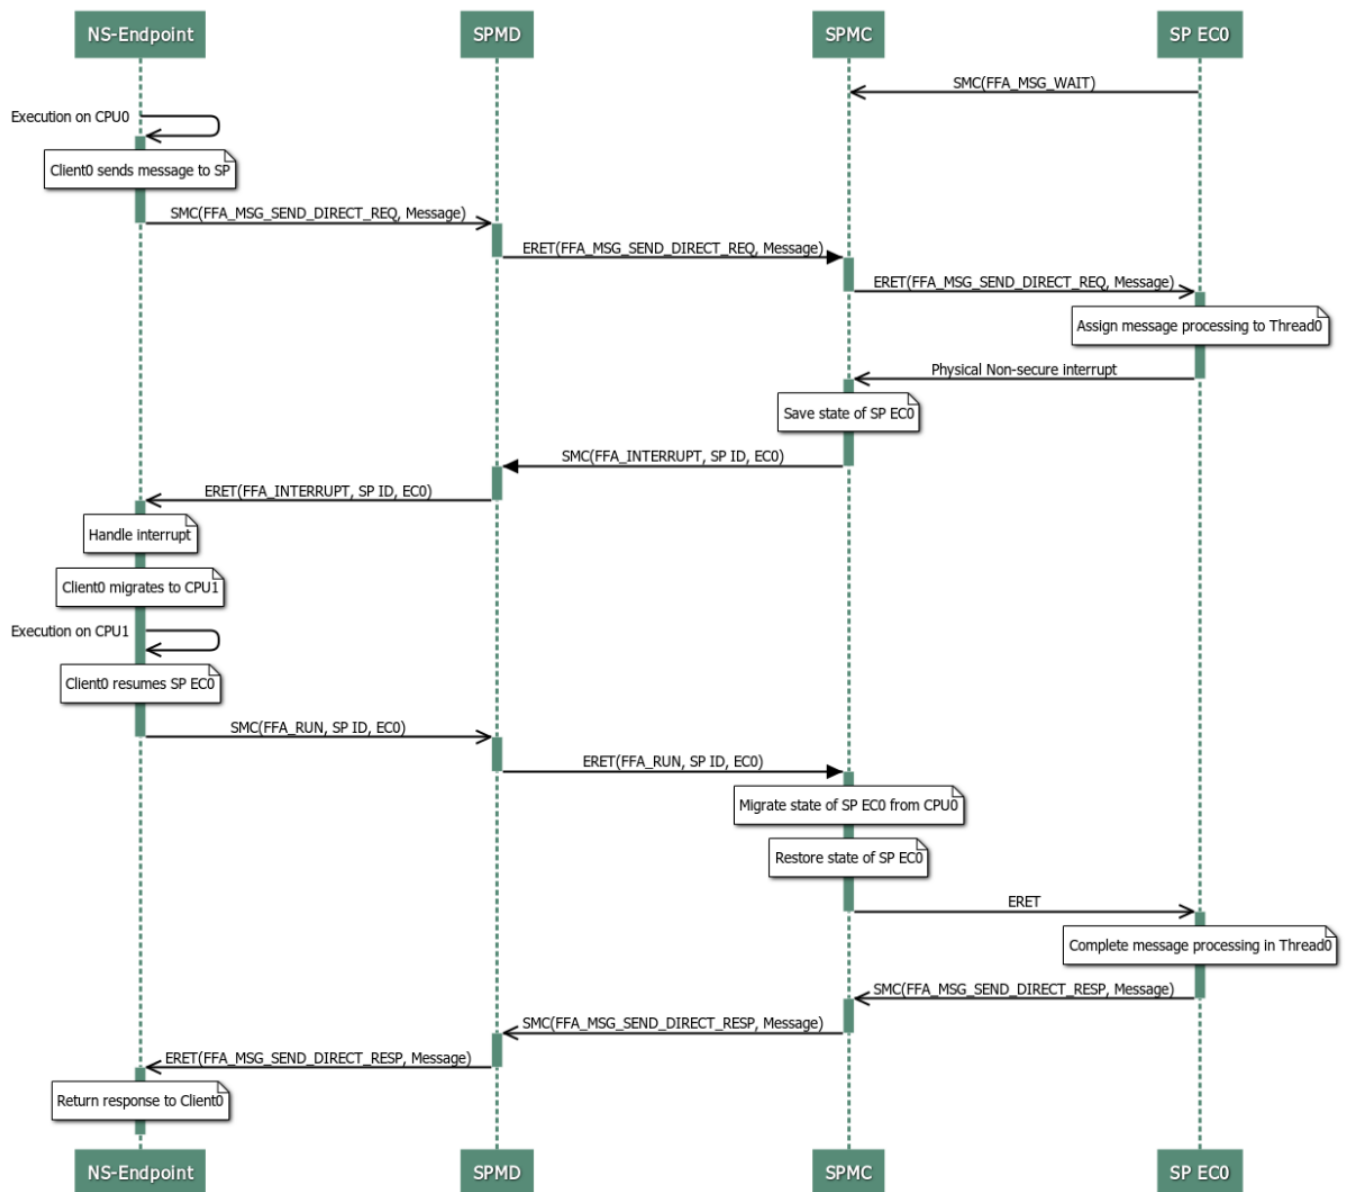 NS-Endpoint SPMD SPMC SP EC0
SMC(FFA_MSG_WAIT)
Execution on CPU0
Client0 sends message to SP
SMC(FFA_MSG_SEND_DIRECT_REQ, Message)
ERET(FFA_MSG_SEND_DIRECT_REQ, Message)
ERET(FFA_MSG_SEND_DIRECT_REQ, Message)
Assign message processing to Thread0
Physical Non-secure interrupt
Save state of SP EC0
SMC(FFA_INTERRUPT, SP ID, EC0)
ERET(FFA_INTERRUPT, SP ID, EC0)
Handle interrupt
Client0 migrates to CPU1
Execution on CPU1
Client0 resumes SP EC0
SMC(FFA_RUN, SP ID, EC0)
ERET(FFA_RUN, SP ID, EC0)
Migrate state of SP EC0 from CPU0
Restore state of SP EC0
ERET
Complete message processing in Thread0
SMC(FFA_MSG_SEND_DIRECT_RESP, Message)
SMC(FFA_MSG_SEND_DIRECT_RESP, Message)
ERET(FFA_MSG_SEND_DIRECT_RESP, Message)
Return response to Client0
NS-Endpoint SPMD SPMC SP EC0